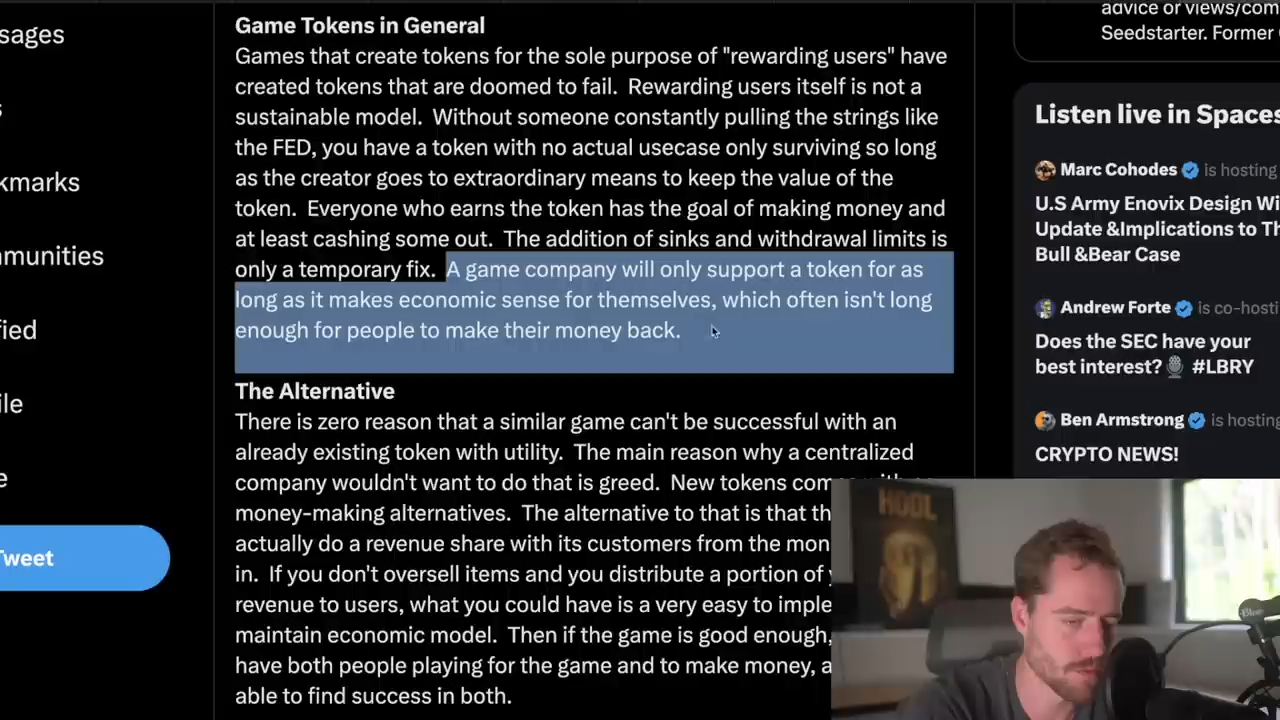 sages
s
kmarks
mmunities
fied
ile
e
Tweet
Game Tokens in General
Games that create tokens for the sole purpose of "rewarding users" have
created tokens that are doomed to fail.  Rewarding users itself is not a
sustainable model.  Without someone constantly pulling the strings like
the FED, you have a token with no actual usecase only surviving so long
as the creator goes to extraordinary means to keep the value of the
token.  Everyone who earns the token has the goal of making money and
at least cashing some out.  The addition of sinks and withdrawal limits is
only a temporary fix.  A game company will only support a token for as
long as it makes economic sense for themselves, which often isn't long
enough for people to make their money back.
The Alternative
There is zero reason that a similar game can't be successful with an
already existing token with utility.  The main reason why a centralized
company wouldn't want to do that is greed.  New tokens com
money-making alternatives.  The alternative to that is that th
actually do a revenue share with its customers from the mon
in.  If you don't oversell items and you distribute a portion of
revenue to users, what you could have is a very easy to imple
maintain economic model.  Then if the game is good enough,
have both people playing for the game and to make money, a
able to find success in both.
advice or views/com
Seedstarter. Former
Listen live in Spaces
Marc Cohodes is hosting
U.S Army Enovix Design Wi
Update &Implications to Th
Bull &Bear Case
Andrew Forte is co-hosti
Does the SEC have your
best interest?🎙 #LBRY
Ben Armstrong is hosting
CRYPTO NEWS!
HODL